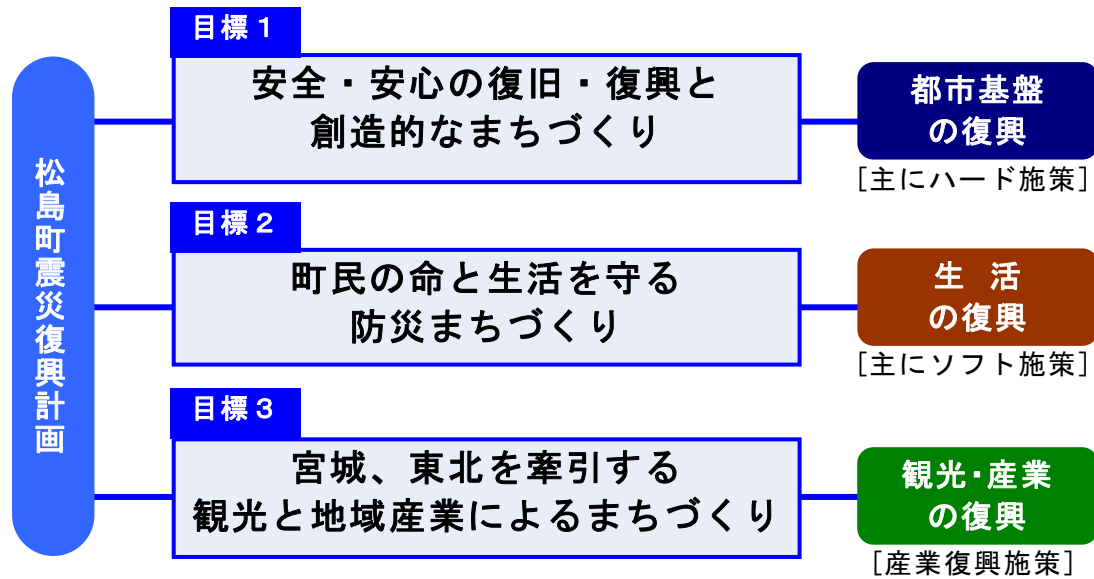 松島町震災復興計画
目標１
安全・安心の復旧・復興と
創造的なまちづくり
都市基盤
の復興
[主にハード施策]
目標２
町民の命と生活を守る
防災まちづくり
生　活
の復興
[主にソフト施策]
目標３
宮城、東北を牽引する
観光と地域産業によるまちづくり
観光・産業
の復興
[産業復興施策]